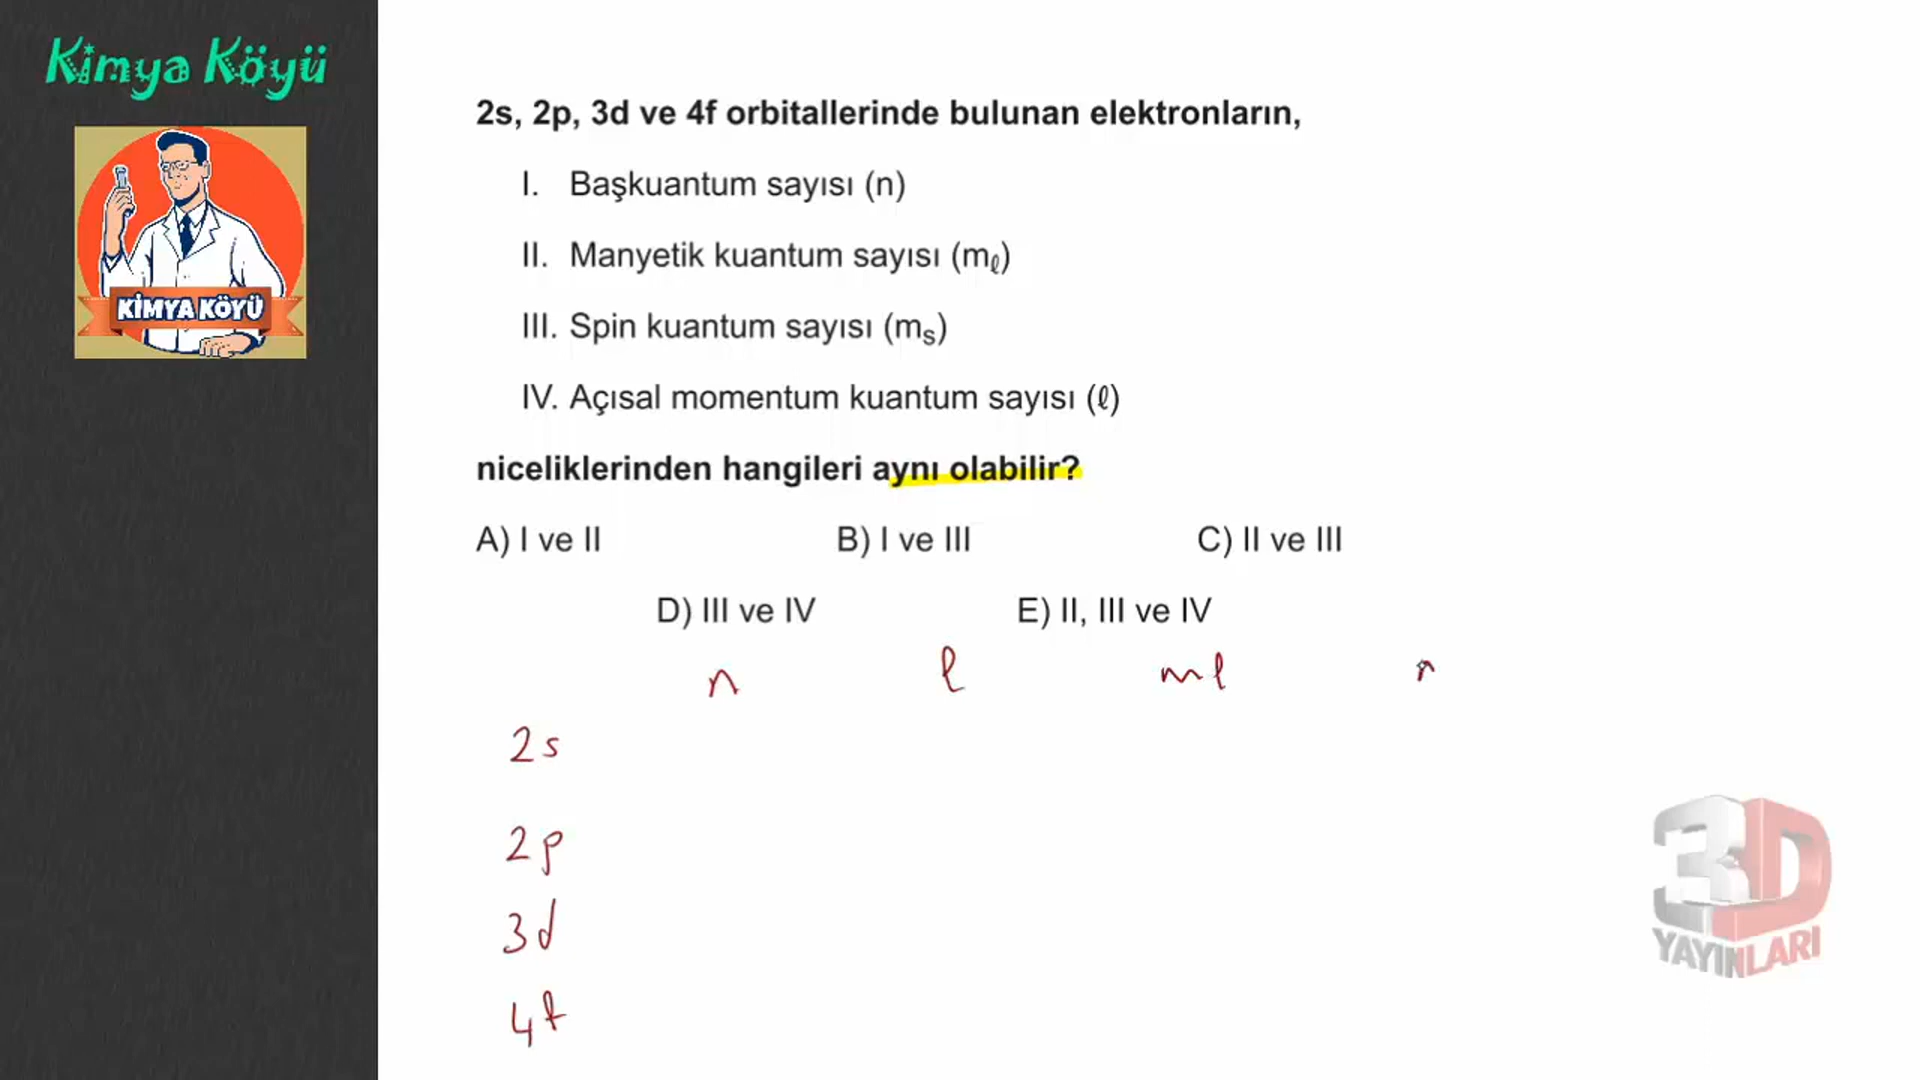 Kimya Köyü
KİMYA KÖYÜ
2s, 2p, 3d ve 4f orbitallerinde bulunan elektronların,
I. Başkuantum sayısı (n)
II. Manyetik kuantum sayısı (mℓ)
III. Spin kuantum sayısı (ms)
IV. Açısal momentum kuantum sayısı (ℓ)
niceliklerinden hangileri aynı olabilir?
A) I ve II B) I ve III C) II ve III
D) III ve IV E) II, III ve IV
n l ml
2s
2p
3d
4f
3D
YAYINLARI